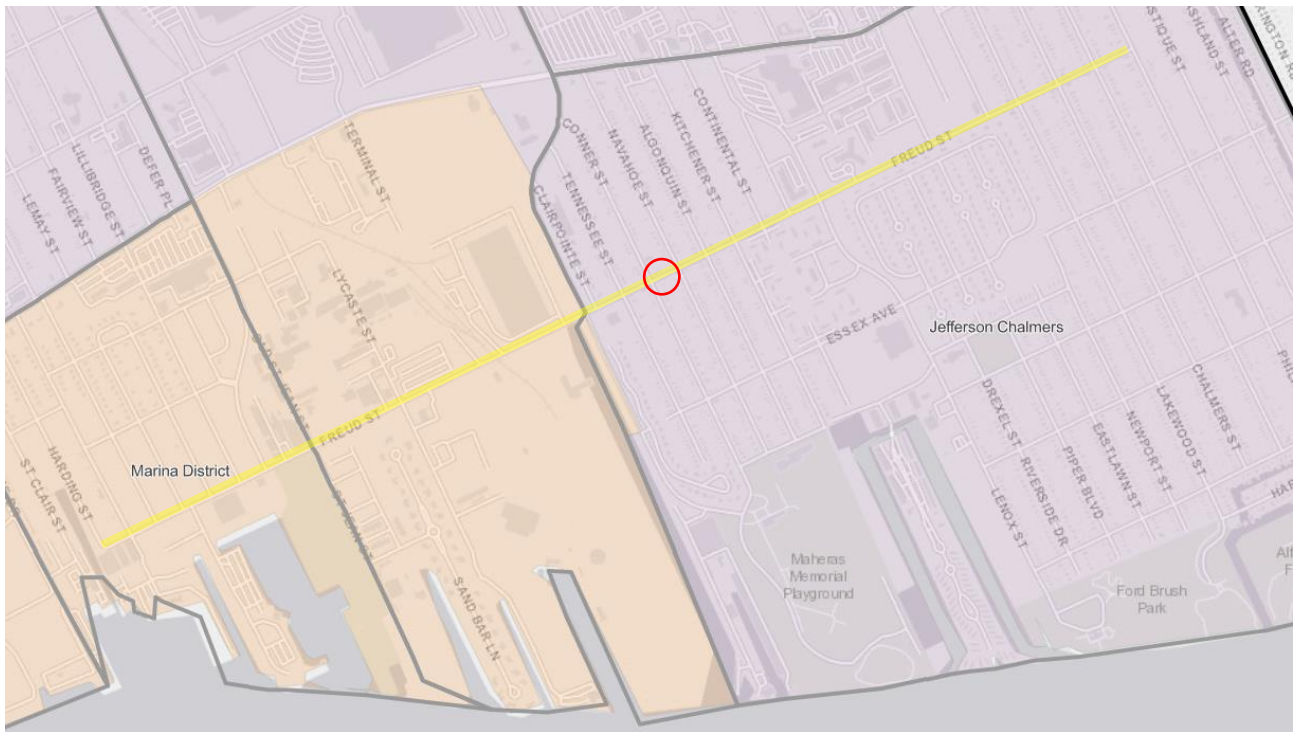 TERMINAL ST
DEFER PL
LILLIBRIDGE ST
FAIRVIEW ST
LEMAY ST
CONNER ST
TENNESSEE ST
CLAIRPOINTE ST
NAVAHOE ST
ALGONQUIN ST
KITCHENER ST
CONTINENTAL ST
FREUD ST
ASHLAND ST
ALTER RD
LYCASTE ST
ESSEX AVE
Jefferson Chalmers
FREUD ST
Marina District
HARDING ST
ST CLAIR ST
ST JEAN ST
SAND BAR LN
DREXEL ST
LENOX ST
RIVERSIDE DR
PIPER BLVD
EASTLAWN ST
NEWPORT ST
LAKEWOOD ST
CHALMERS ST
Maheras
Memorial
Playground
Ford Brush
Park